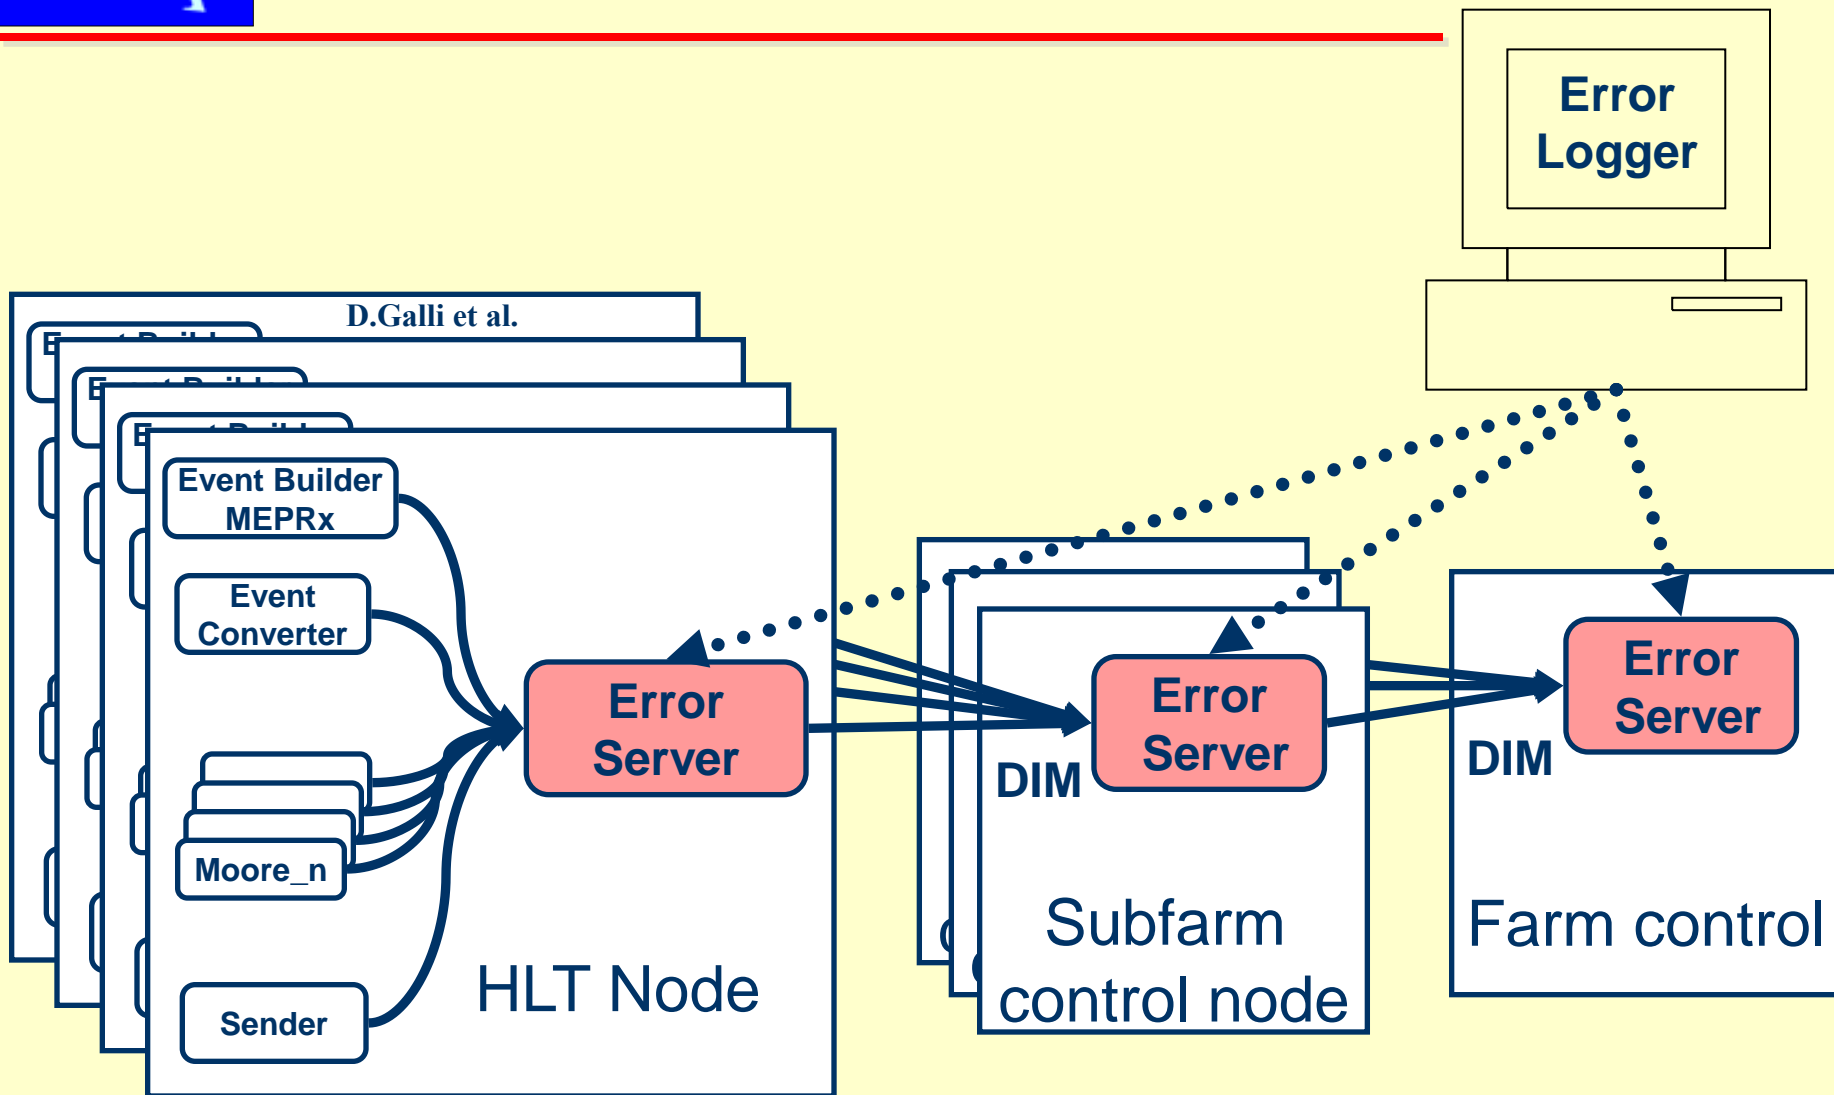 Error
Logger
D.Galli et al.
Event Builder
MEPRx
Event
Converter
Moore_n
Sender
Error
Server
HLT Node
DIM
Error
Server
Subfarm
control node
DIM
Error
Server
Farm control